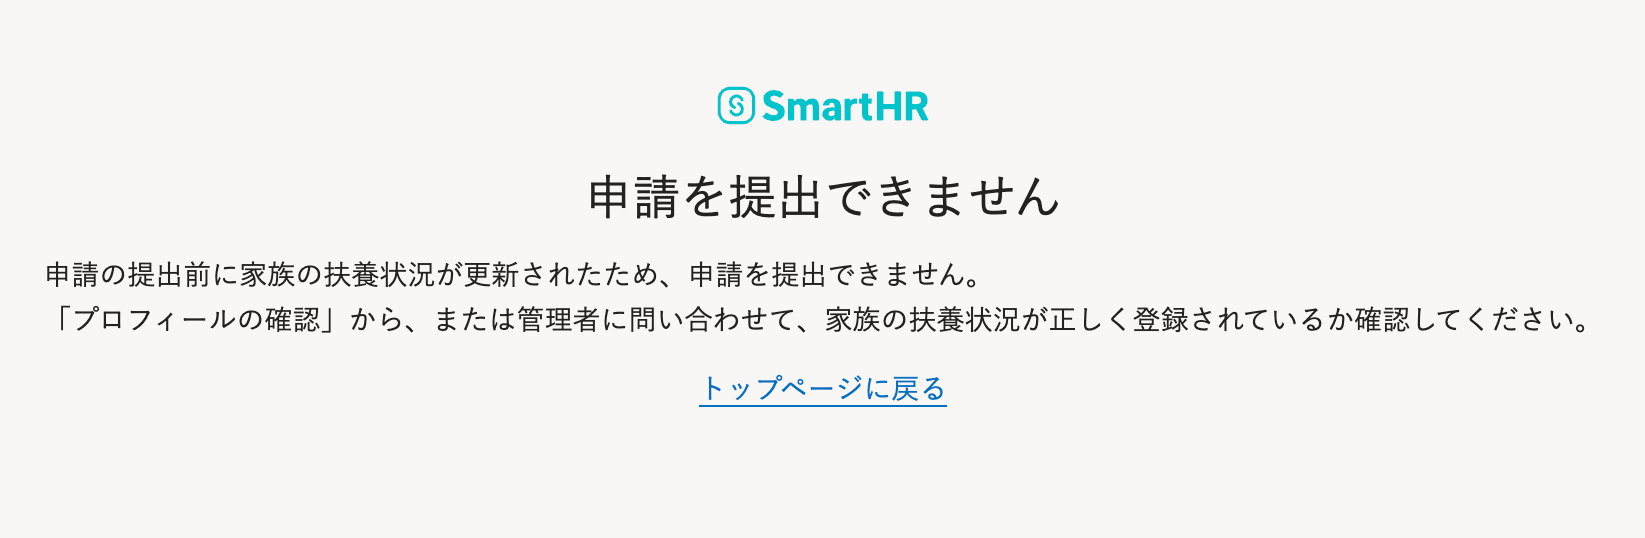 SmartHR
申請を提出できません
申請の提出前に家族の扶養状況が更新されたため、申請を提出できません。
「プロフィールの確認」から、または管理者に問い合わせて、家族の扶養状況が正しく登録されているか確認してください。
トップページに戻る